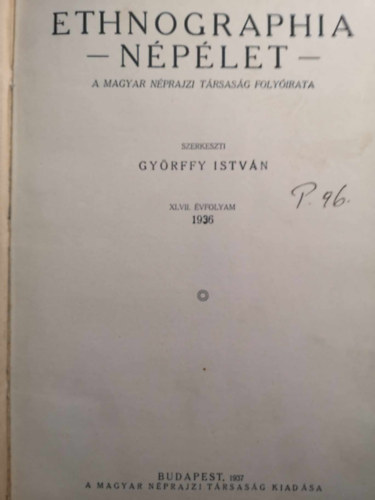 ETHNOGRAPHIA
— NÉPÉLET —
A MAGYAR NÉPRAJZI TÁRSASÁG FOLYÓIRATA
SZERKESZTI
GYÖRFFY ISTVÁN
P. 96.
XLVII. ÉVFOLYAM
1936
BUDAPEST, 1937
A MAGYAR NÉPRAJZI TÁRSASÁG KIADÁSA